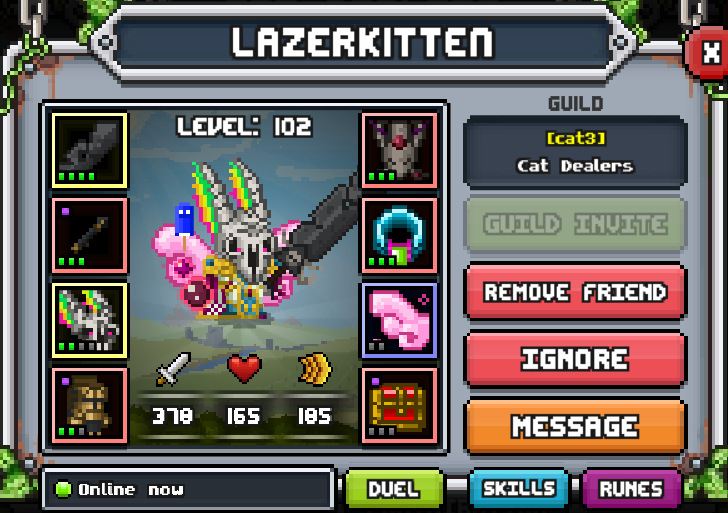 LAZERKITTEN
X
LEVEL: 102
378 165 185
GUILD
[cat3]
Cat Dealers
GUILD INVITE
REMOVE FRIEND
IGNORE
MESSAGE
Online now
DUEL
SKILLS
RUNES